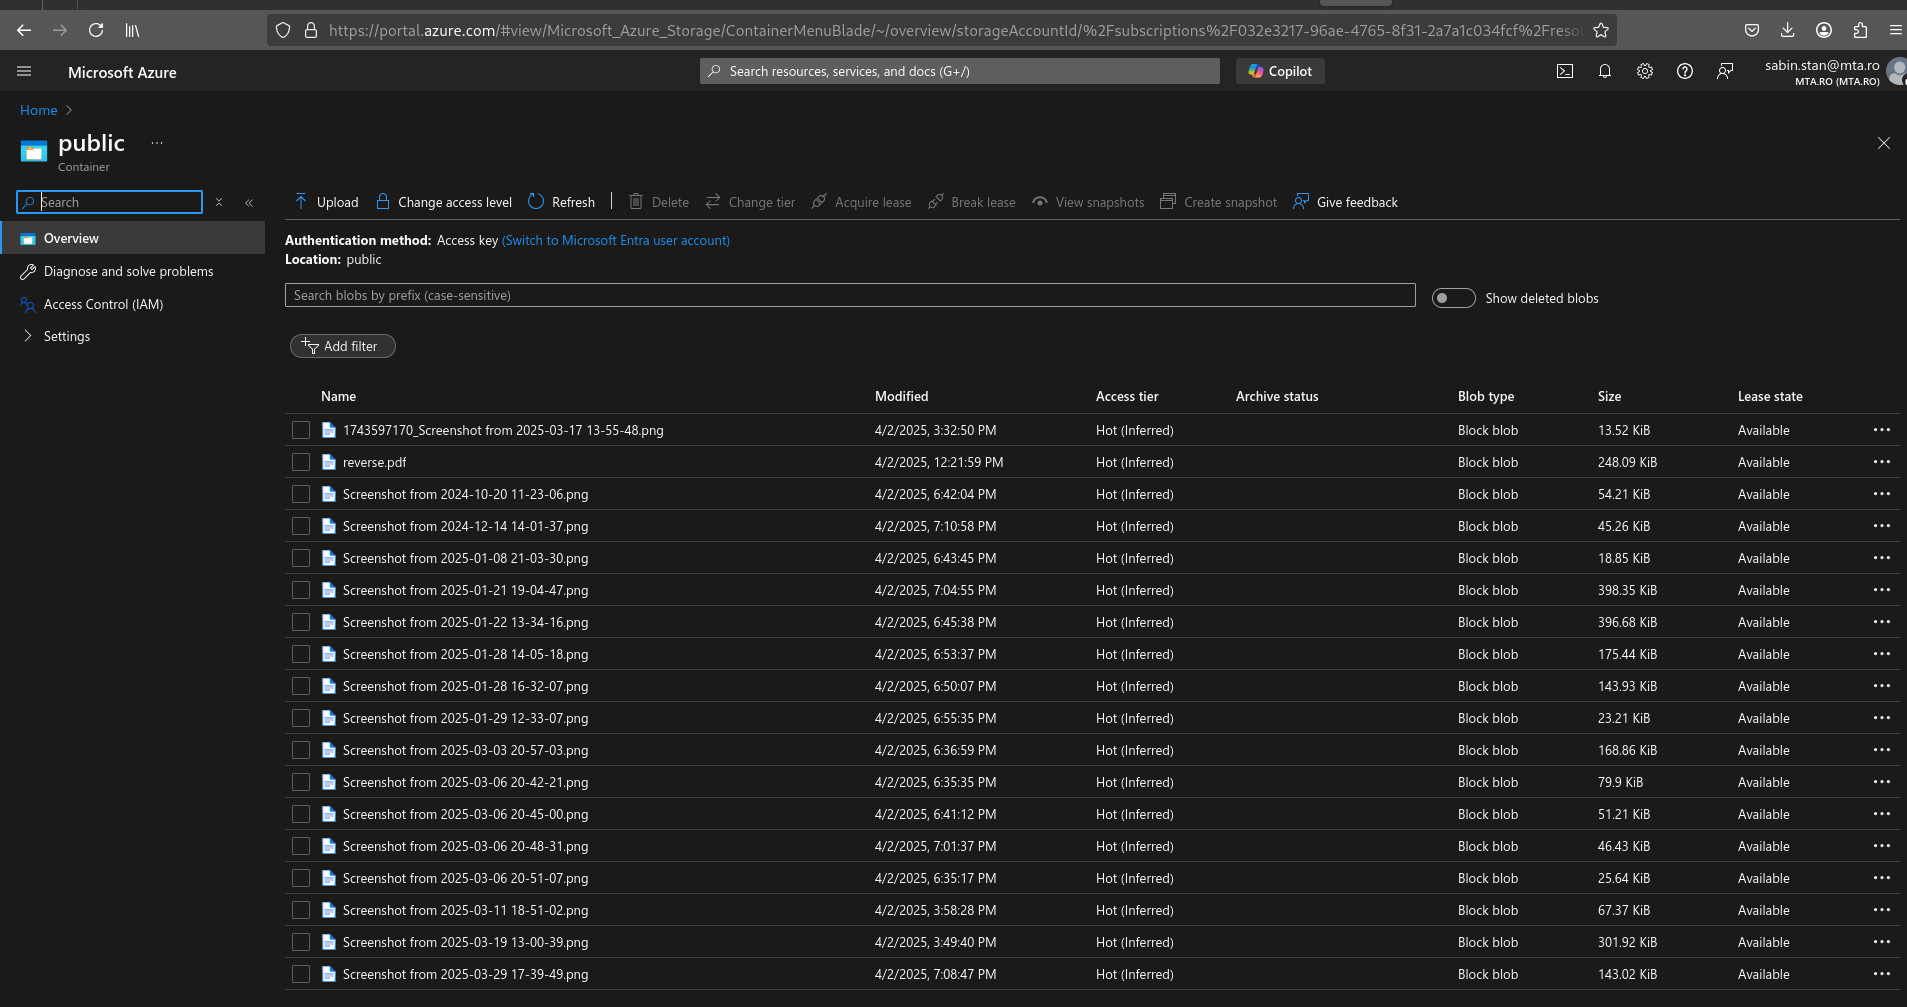 https://portal.azure.com/#view/Microsoft_Azure_Storage/ContainerMenuBlade/~/overview/storageAccountId/%2Fsubscriptions%2F032e3217-96ae-4765-8f31-2a7a1c034fcf%2Freso
Microsoft Azure
Search resources, services, and docs (G+/)
Copilot
sabin.stan@mta.ro
MTA.RO (MTA.RO)
Home
public
Container
Search
Upload Change access level Refresh Delete Change tier Acquire lease Break lease View snapshots Create snapshot Give feedback
Overview
Diagnose and solve problems
Access Control (IAM)
Settings
Authentication method: Access key (Switch to Microsoft Entra user account)
Location: public
Search blobs by prefix (case-sensitive)
Show deleted blobs
Add filter
Name Modified Access tier Archive status Blob type Size Lease state
1743597170_Screenshot from 2025-03-17 13-55-48.png 4/2/2025, 3:32:50 PM Hot (Inferred) Block blob 13.52 KiB Available
reverse.pdf 4/2/2025, 12:21:59 PM Hot (Inferred) Block blob 248.09 KiB Available
Screenshot from 2024-10-20 11-23-06.png 4/2/2025, 6:42:04 PM Hot (Inferred) Block blob 54.21 KiB Available
Screenshot from 2024-12-14 14-01-37.png 4/2/2025, 7:10:58 PM Hot (Inferred) Block blob 45.26 KiB Available
Screenshot from 2025-01-08 21-03-30.png 4/2/2025, 6:43:45 PM Hot (Inferred) Block blob 18.85 KiB Available
Screenshot from 2025-01-21 19-04-47.png 4/2/2025, 7:04:55 PM Hot (Inferred) Block blob 398.35 KiB Available
Screenshot from 2025-01-22 13-34-16.png 4/2/2025, 6:45:38 PM Hot (Inferred) Block blob 396.68 KiB Available
Screenshot from 2025-01-28 14-05-18.png 4/2/2025, 6:53:37 PM Hot (Inferred) Block blob 175.44 KiB Available
Screenshot from 2025-01-28 16-32-07.png 4/2/2025, 6:50:07 PM Hot (Inferred) Block blob 143.93 KiB Available
Screenshot from 2025-01-29 12-33-07.png 4/2/2025, 6:55:35 PM Hot (Inferred) Block blob 23.21 KiB Available
Screenshot from 2025-03-03 20-57-03.png 4/2/2025, 6:36:59 PM Hot (Inferred) Block blob 168.86 KiB Available
Screenshot from 2025-03-06 20-42-21.png 4/2/2025, 6:35:35 PM Hot (Inferred) Block blob 79.9 KiB Available
Screenshot from 2025-03-06 20-45-00.png 4/2/2025, 6:41:12 PM Hot (Inferred) Block blob 51.21 KiB Available
Screenshot from 2025-03-06 20-48-31.png 4/2/2025, 7:01:37 PM Hot (Inferred) Block blob 46.43 KiB Available
Screenshot from 2025-03-06 20-51-07.png 4/2/2025, 6:35:17 PM Hot (Inferred) Block blob 25.64 KiB Available
Screenshot from 2025-03-11 18-51-02.png 4/2/2025, 3:58:28 PM Hot (Inferred) Block blob 67.37 KiB Available
Screenshot from 2025-03-19 13-00-39.png 4/2/2025, 3:49:40 PM Hot (Inferred) Block blob 301.92 KiB Available
Screenshot from 2025-03-29 17-39-49.png 4/2/2025, 7:08:47 PM Hot (Inferred) Block blob 143.02 KiB Available